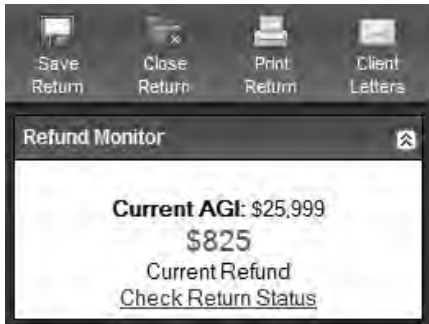 Save Return
Close Return
Print Return
Client Letters
Refund Monitor
Current AGI: $25,999
$825
Current Refund
Check Return Status